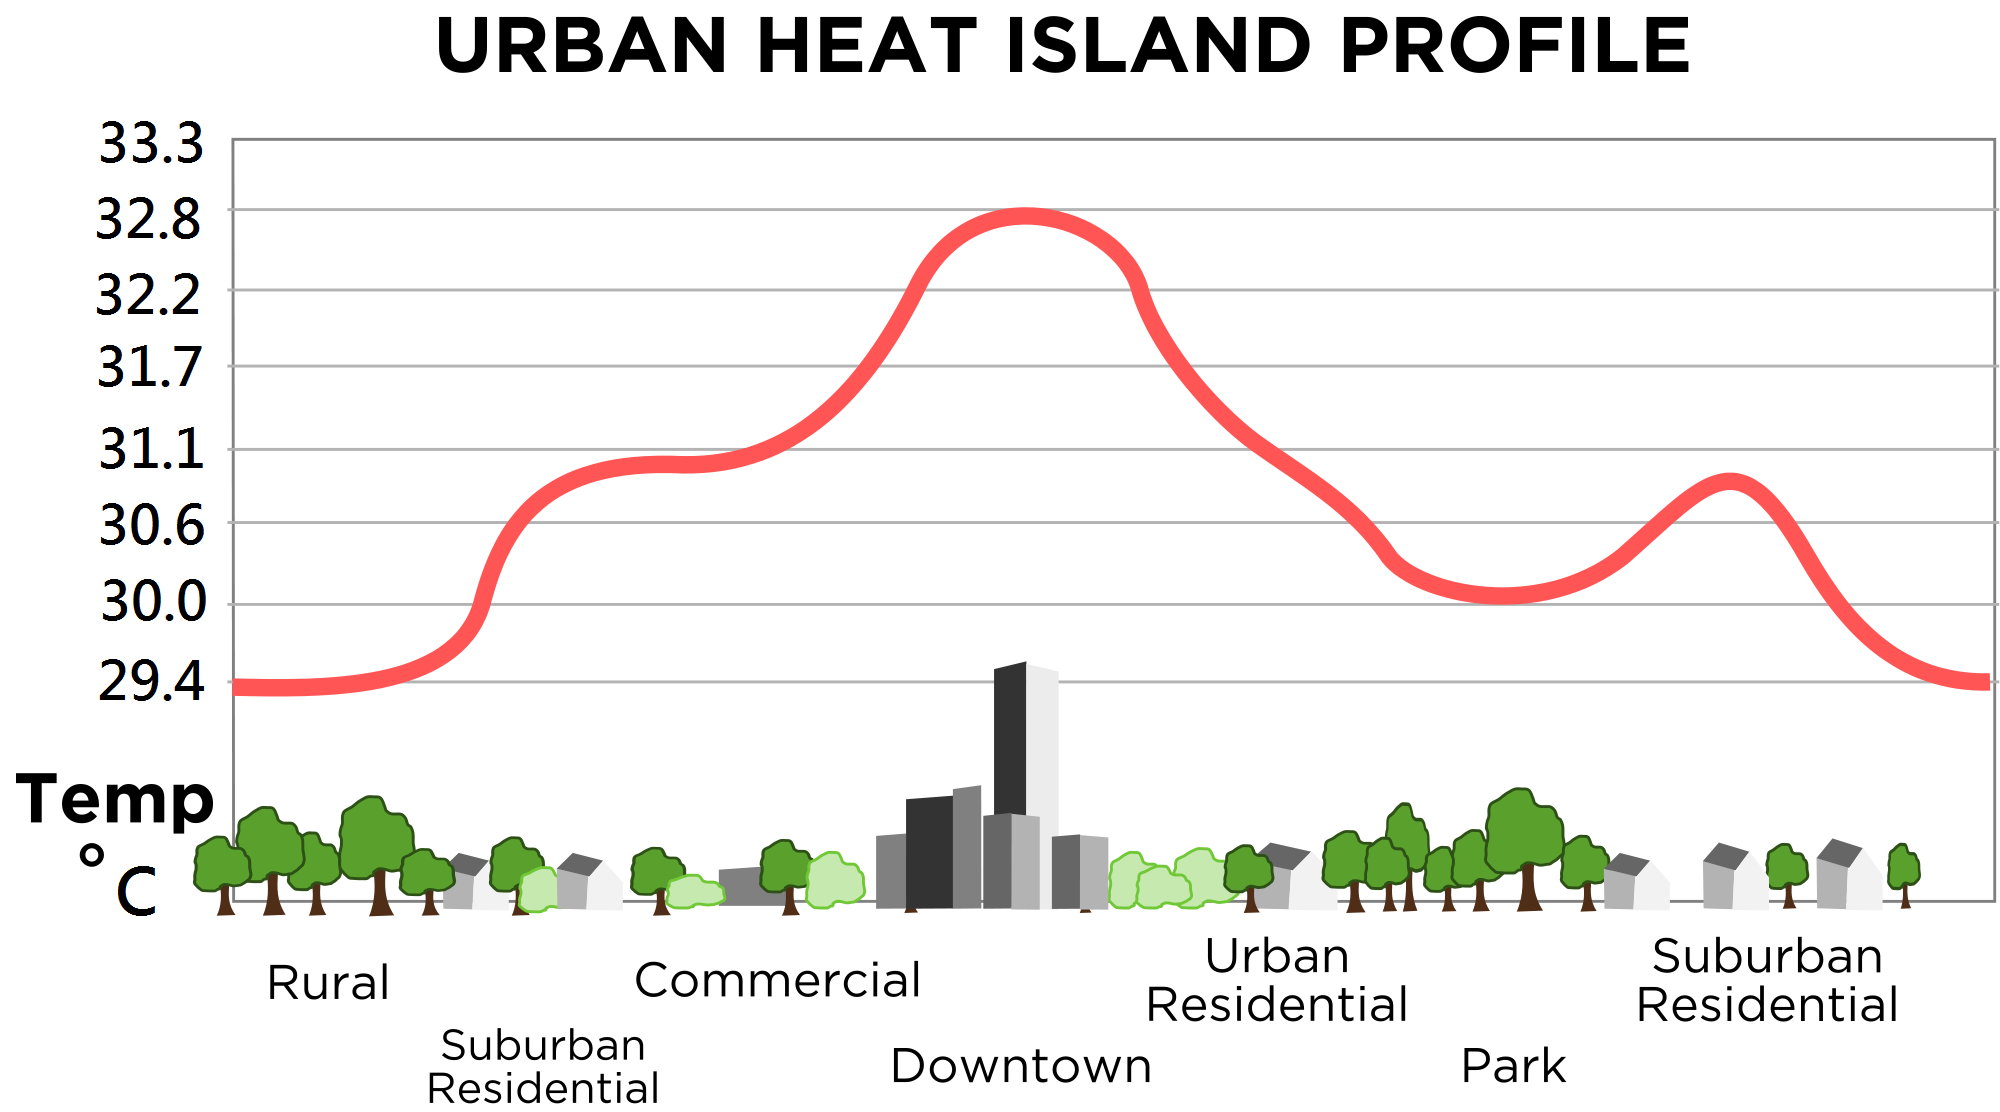 URBAN HEAT ISLAND PROFILE
33.3
32.8
32.2
31.7
31.1
30.6
30.0
29.4
Temp
°C
Rural
Suburban
Residential
Commercial
Downtown
Urban
Residential
Park
Suburban
Residential